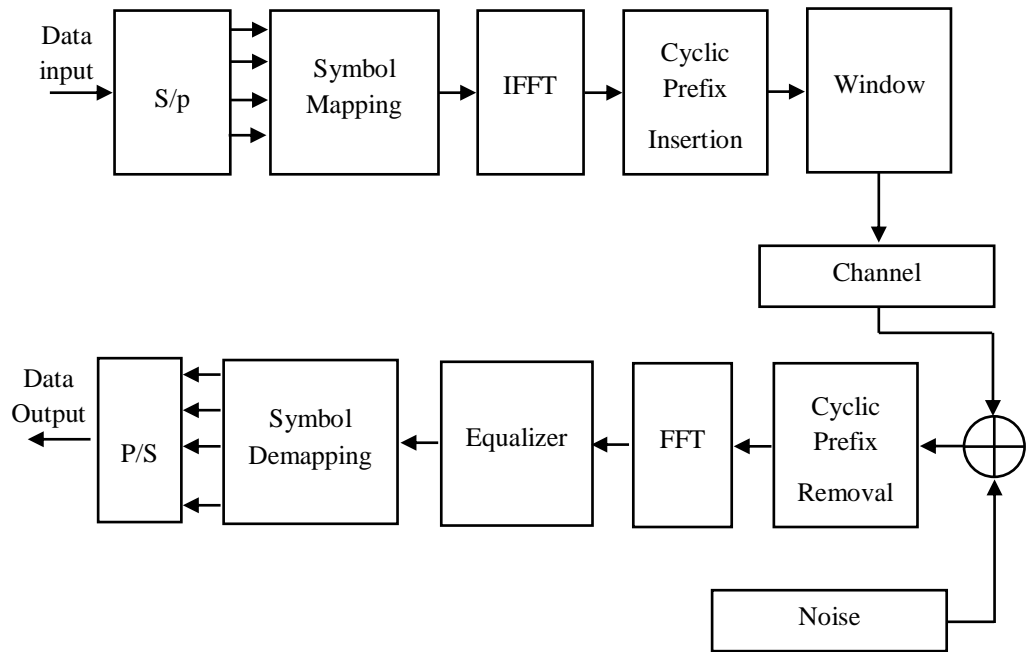 Data
input
S/p
Symbol
Mapping
IFFT
Cyclic
Prefix
Insertion
Window
Channel
Data
Output
P/S
Symbol
Demapping
Equalizer
FFT
Cyclic
Prefix
Removal
Noise